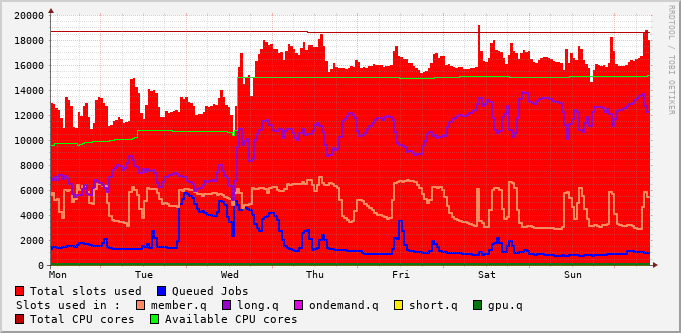 20000
18000
16000
14000
12000
10000
8000
6000
4000
2000
0
Mon Tue Wed Thu Fri Sat Sun
RRDTOOL / TOBI OETIKER
Total slots used Queued Jobs
Slots used in : member.q long.q ondemand.q short.q gpu.q
Total CPU cores Available CPU cores